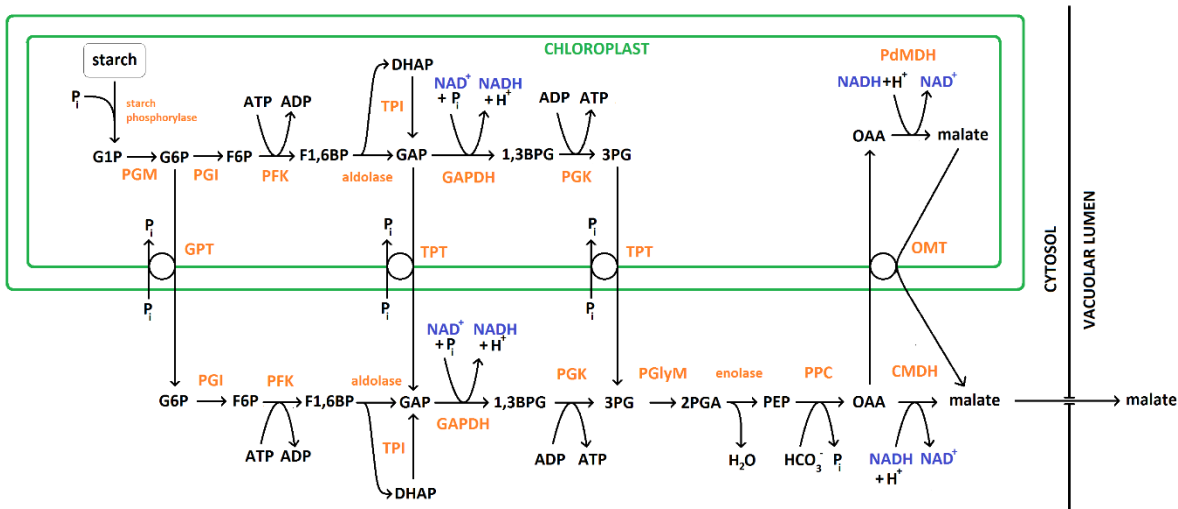 CHLOROPLAST
PdMDH
starch
DHAP
NAD⁺ NADH
+ Pᵢ + H⁺
NADH+H⁺ NAD⁺
Pᵢ
starch
phosphorylase
ATP ADP
TPI
ADP ATP
OAA malate
G1P G6P F6P F1,6BP GAP 1,3BPG 3PG
PGM PGI PFK aldolase GAPDH PGK
Pᵢ GPT Pᵢ TPT Pᵢ TPT OMT
Pᵢ Pᵢ Pᵢ
CYTOSOL
VACUOLAR LUMEN
NAD⁺ NADH
+ Pᵢ + H⁺
PGI PFK aldolase PGK PGlyM enolase PPC CMDH
G6P F6P F1,6BP GAP 1,3BPG 3PG 2PGA PEP OAA malate malate
GAPDH
TPI
ATP ADP ADP ATP H₂O HCO₃⁻ Pᵢ NADH NAD⁺
+ H⁺
DHAP